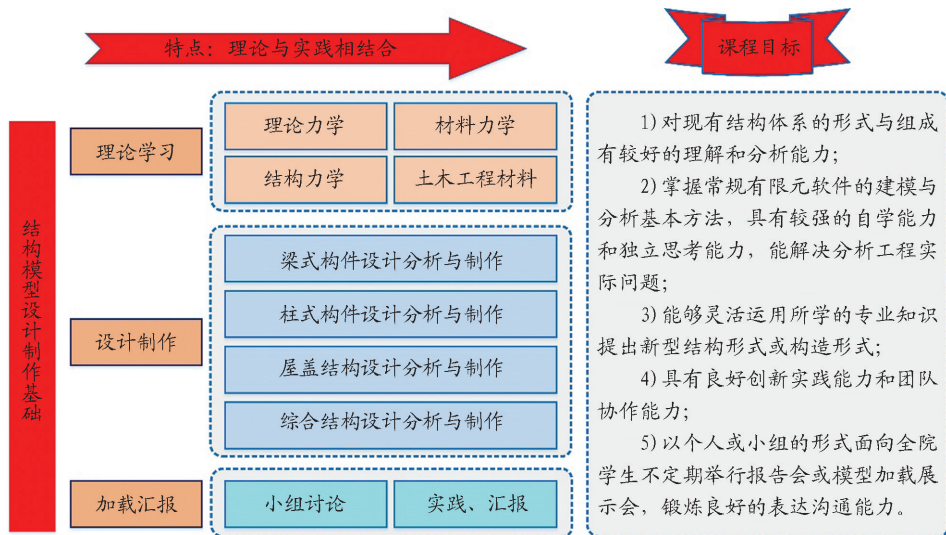 特点：理论与实践相结合
课程目标
结构模型设计制作基础
理论学习
理论力学
材料力学
结构力学
土木工程材料
设计制作
梁式构件设计分析与制作
柱式构件设计分析与制作
屋盖结构设计分析与制作
综合结构设计分析与制作
加载汇报
小组讨论
实践、汇报
1)对现有结构体系的形式与组成
有较好的理解和分析能力；
2)掌握常规有限元软件的建模与
分析基本方法，具有较强的自学能力
和独立思考能力，能解决分析工程实
际问题；
3)能够灵活运用所学的专业知识
提出新型结构形式或构造形式；
4)具有良好创新实践能力和团队
协作能力；
5)以个人或小组的形式面向全院
学生不定期举行报告会或模型加载展
示会，锻炼良好的表达沟通能力。